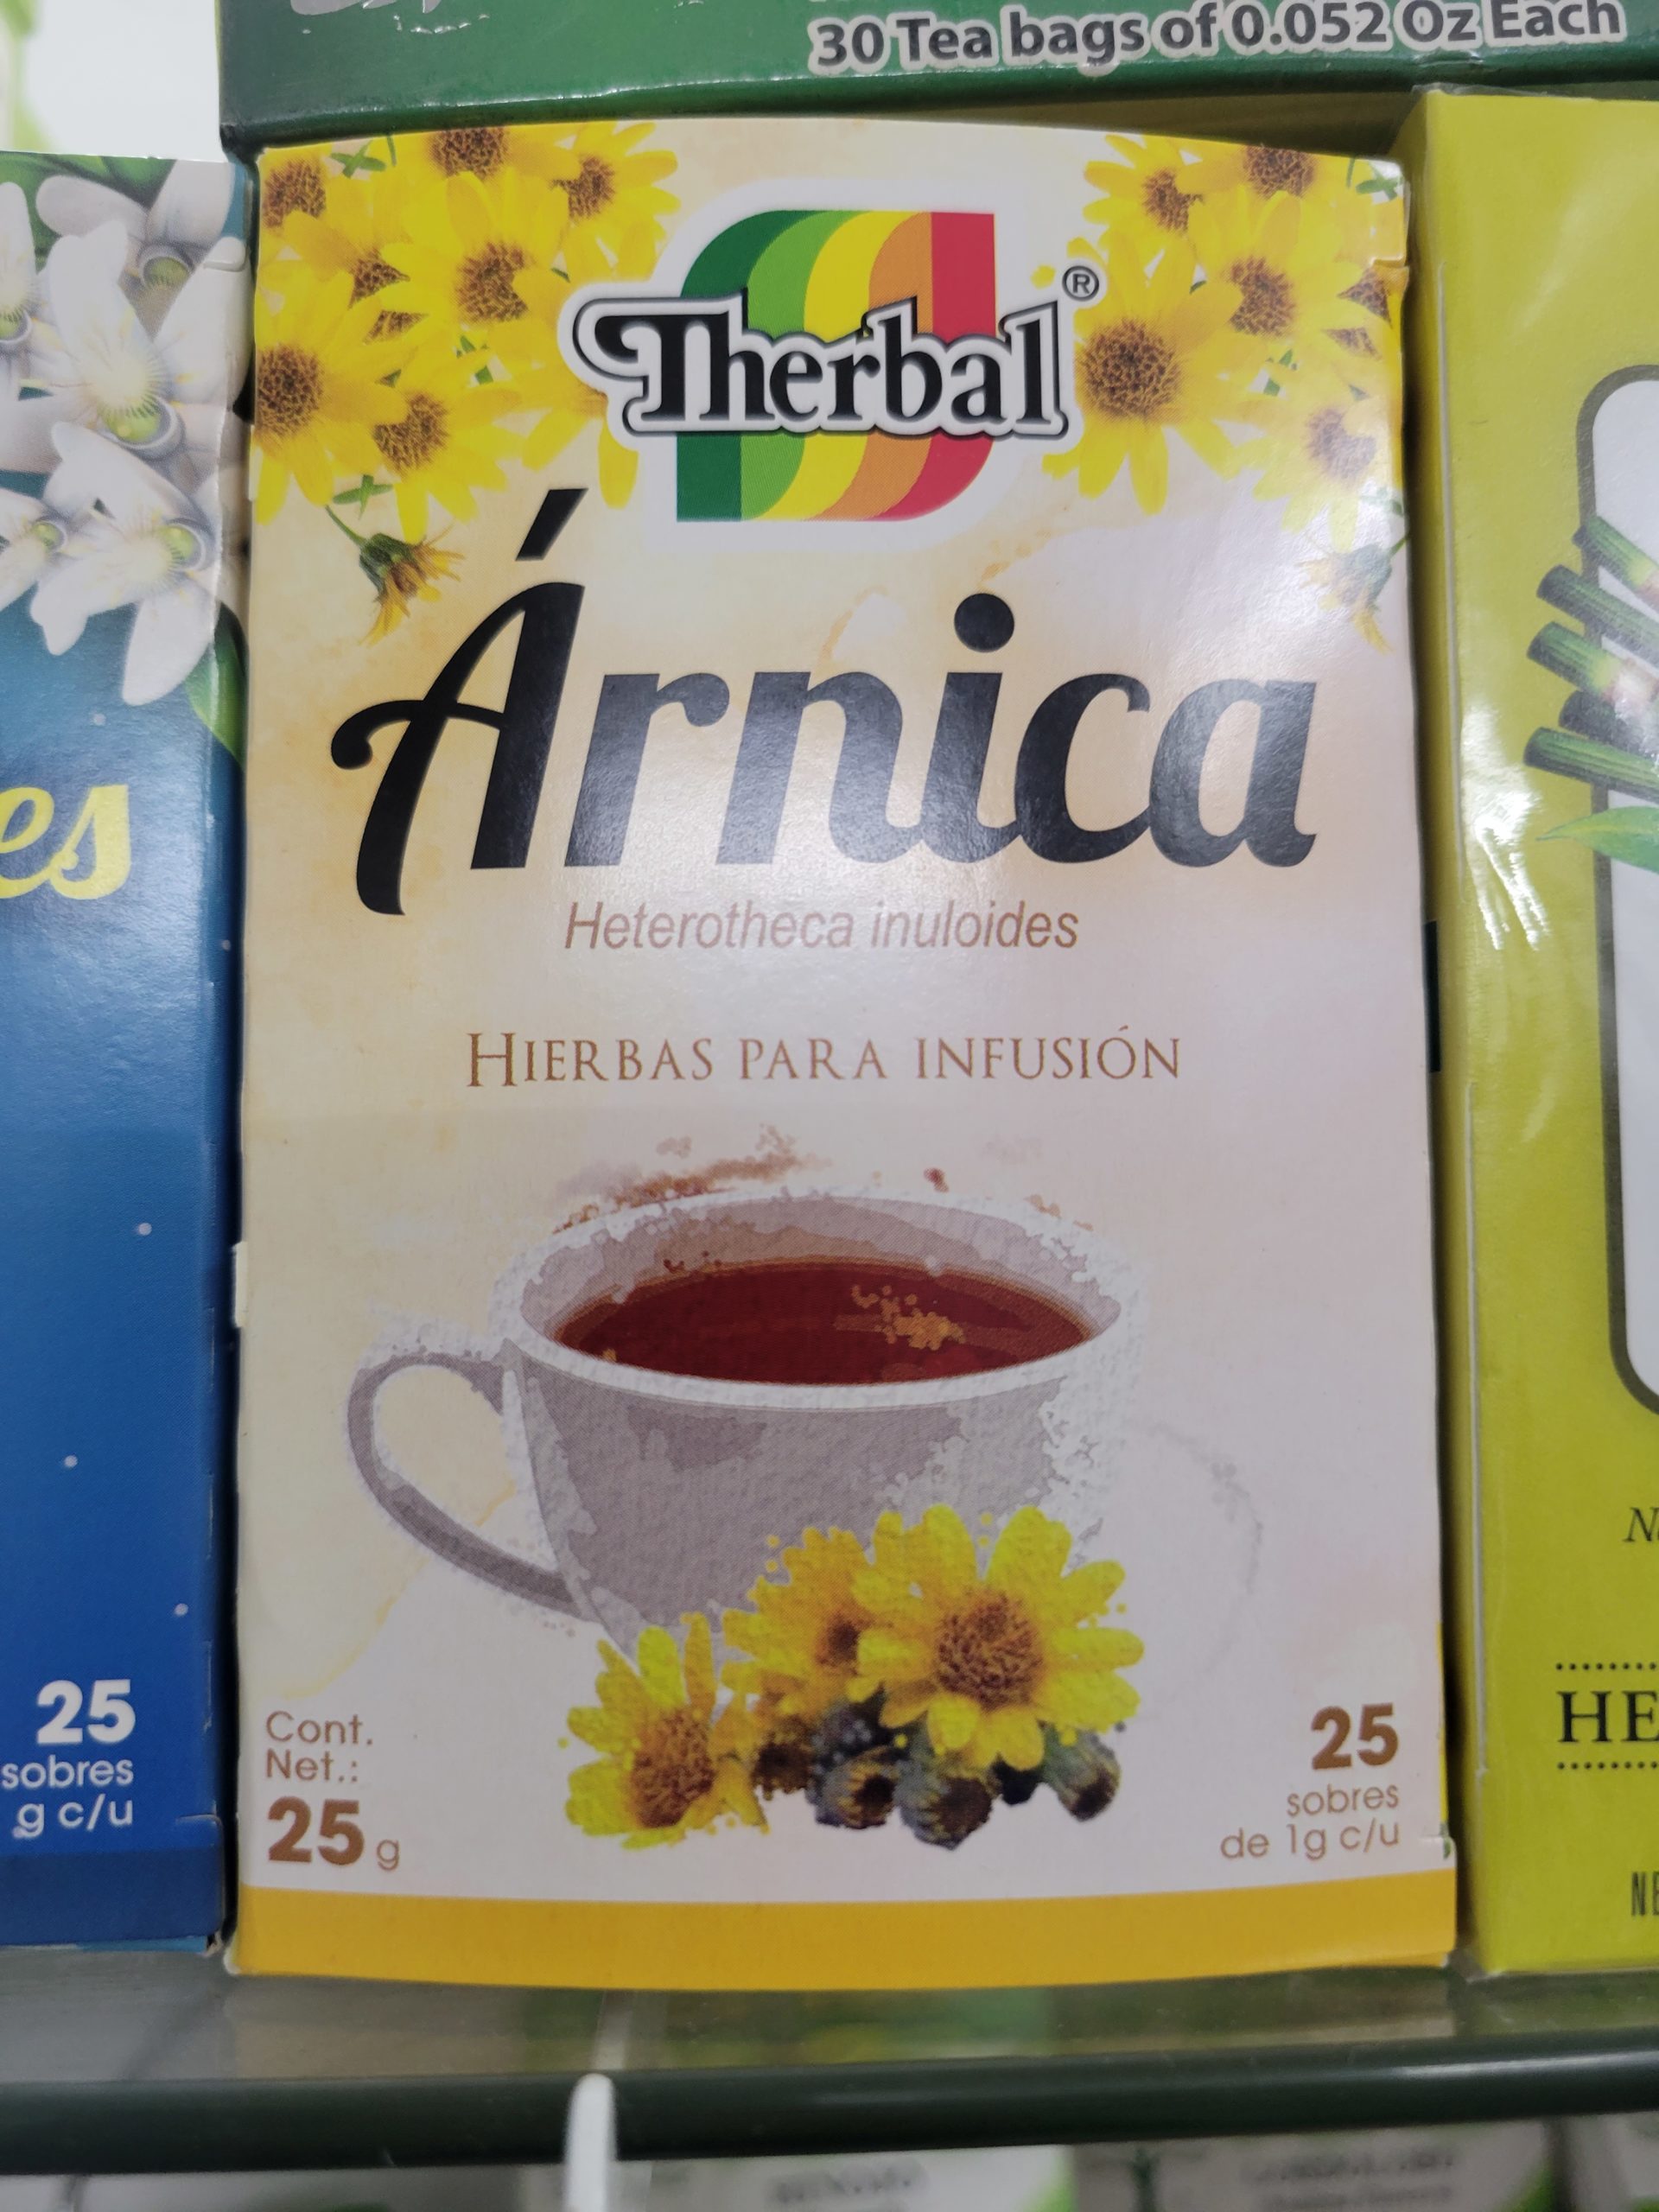 30 Tea bags of 0.052 Oz Each
Therbal®
Árnica
Heterotheca inuloides
HIERBAS PARA INFUSIÓN
Cont.
Net.:
25 g
25
sobres
de 1g c/u
es
25
sobres
g c/u
HE